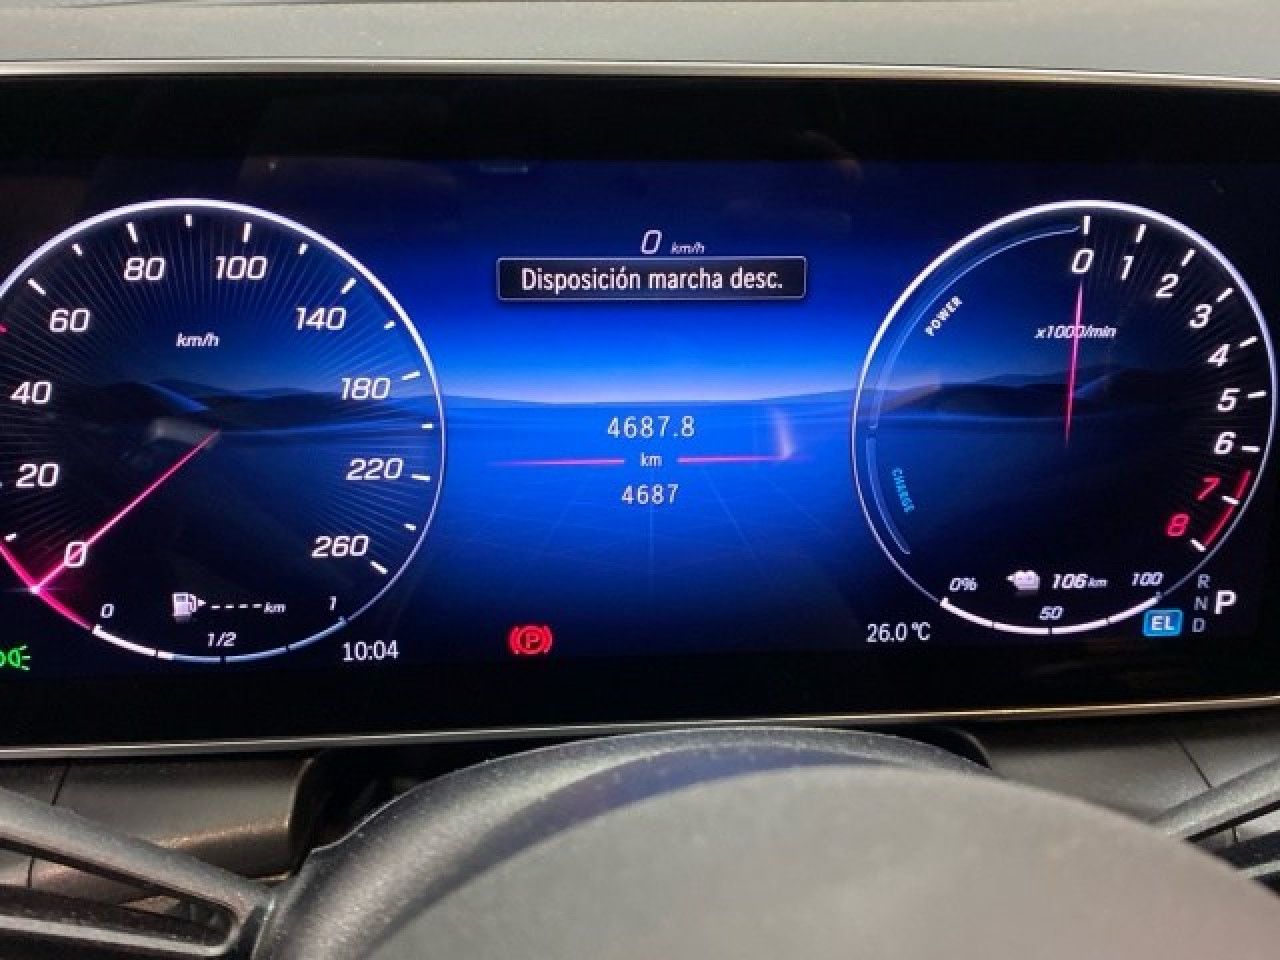 0 km/h
Disposición marcha desc.
80 100
60 140
km/h
40 180
20 220
0 260
4687.8
km
4687
0 1 2 3 4 5 6 7 8
POWER
x1000/min
CHARGE
0 ----km 1
1/2
10:04
P
26.0 °C
0% 106 km 100
50
EL
R
N P
D